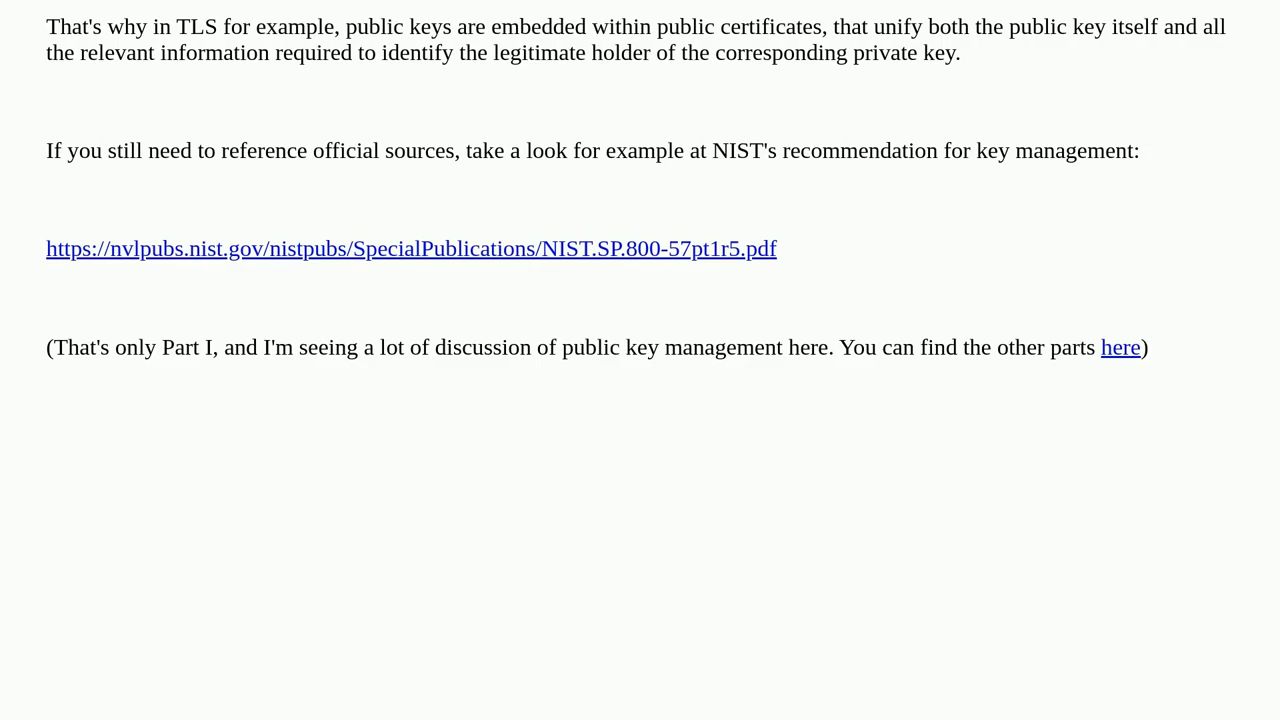 That's why in TLS for example, public keys are embedded within public certificates, that unify both the public key itself and all
the relevant information required to identify the legitimate holder of the corresponding private key.
If you still need to reference official sources, take a look for example at NIST's recommendation for key management:
https://nvlpubs.nist.gov/nistpubs/SpecialPublications/NIST.SP.800-57pt1r5.pdf
(That's only Part I, and I'm seeing a lot of discussion of public key management here. You can find the other parts here)